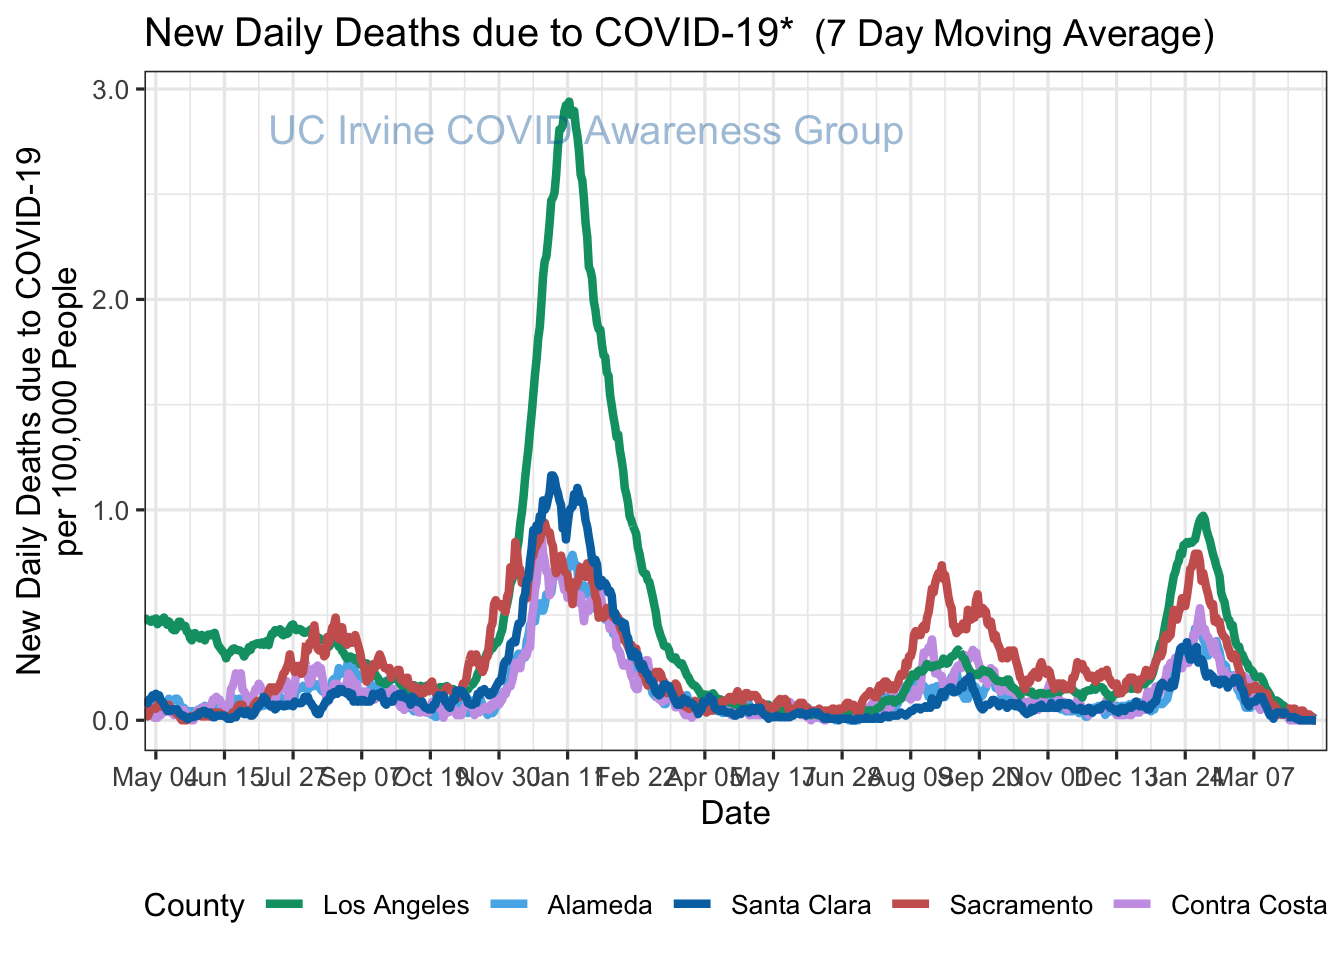 New Daily Deaths due to COVID-19* (7 Day Moving Average)
UC Irvine COVID Awareness Group
New Daily Deaths due to COVID-19
per 100,000 People
3.0
2.0
1.0
0.0
May 04 Jun 15 Jul 27 Sep 07 Oct 19 Nov 30 Jan 11 Feb 22 Apr 05 May 17 Jun 28 Aug 09 Sep 20 Nov 01 Dec 13 Jan 24 Mar 07
Date
County Los Angeles Alameda Santa Clara Sacramento Contra Costa